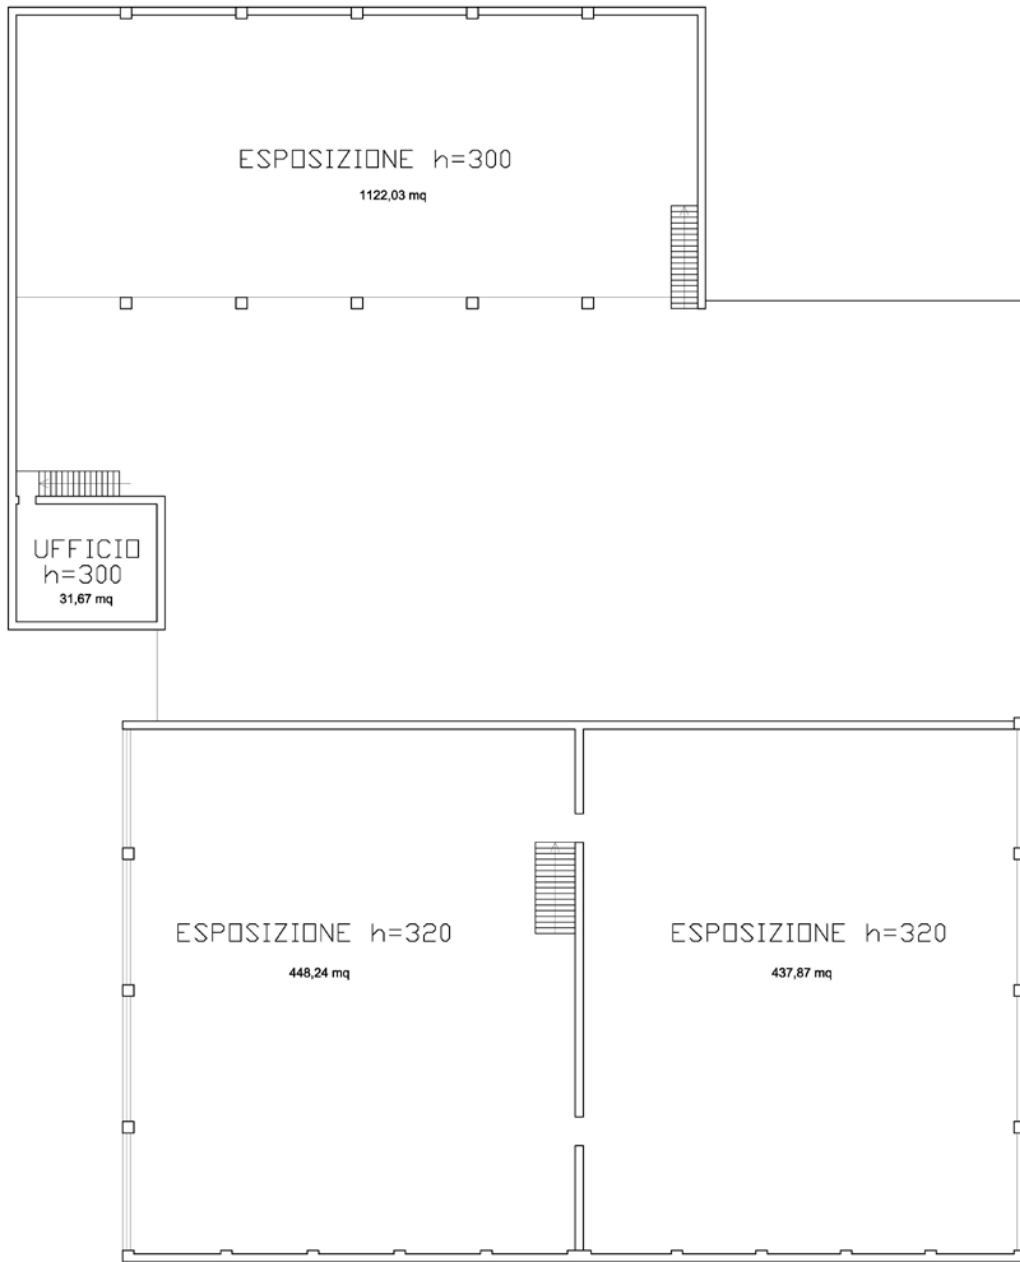 ESPOSIZIONE h=300
1122,03 mq
UFFICIO
h=300
31,67 mq
ESPOSIZIONE h=320
448,24 mq
ESPOSIZIONE h=320
437,87 mq